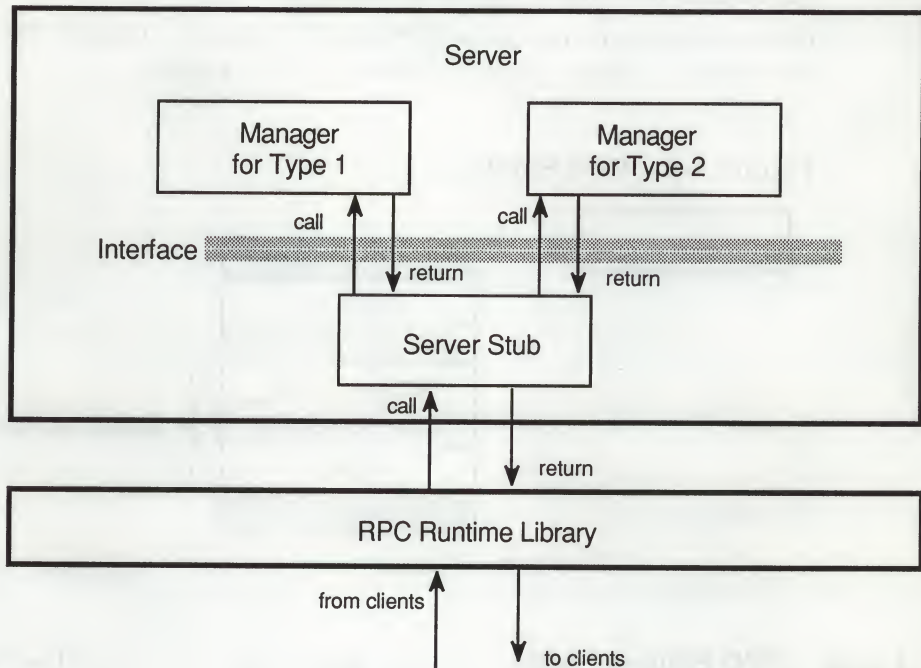 Server
Manager
for Type 1
Manager
for Type 2
call
call
Interface
return
return
Server Stub
call
return
RPC Runtime Library
from clients
to clients